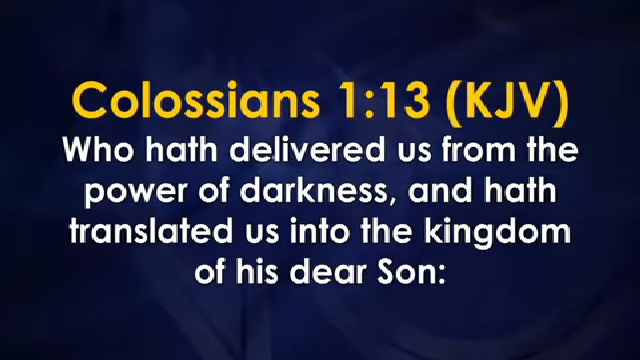 Colossians 1:13 (KJV)
Who hath delivered us from the
power of darkness, and hath
translated us into the kingdom
of his dear Son: